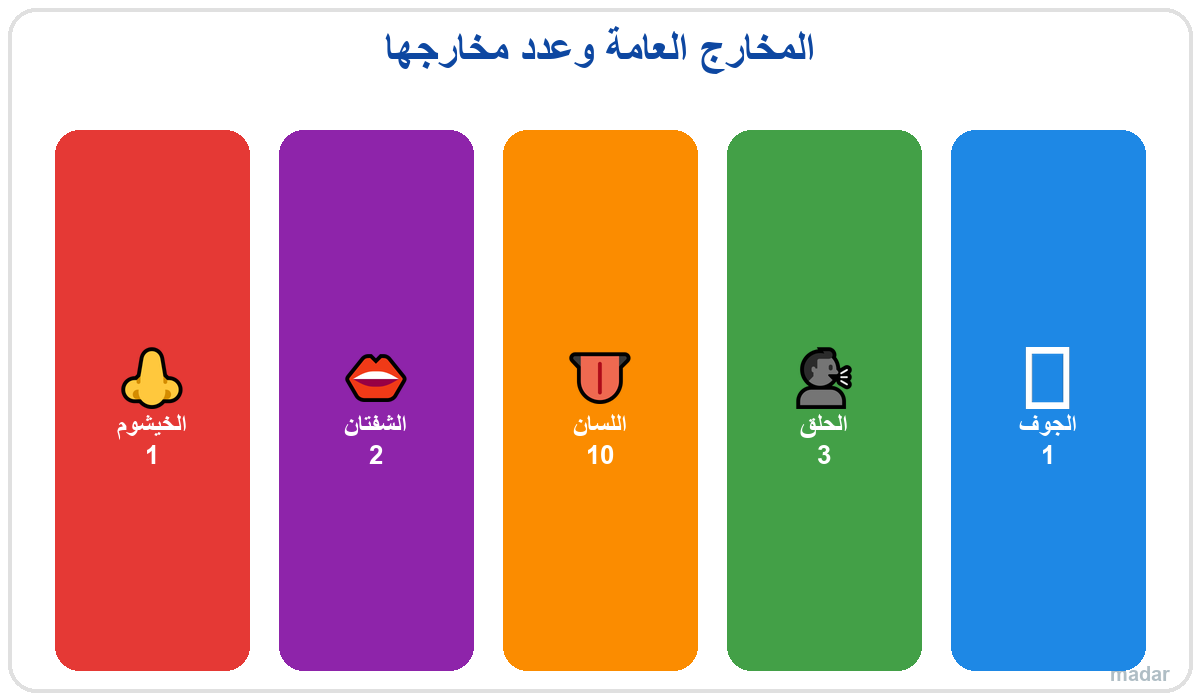 المخارج العامة وعدد مخارجها
الجوف
1
الحلق
3
اللسان
10
الشفتان
2
الخيشوم
1
madar